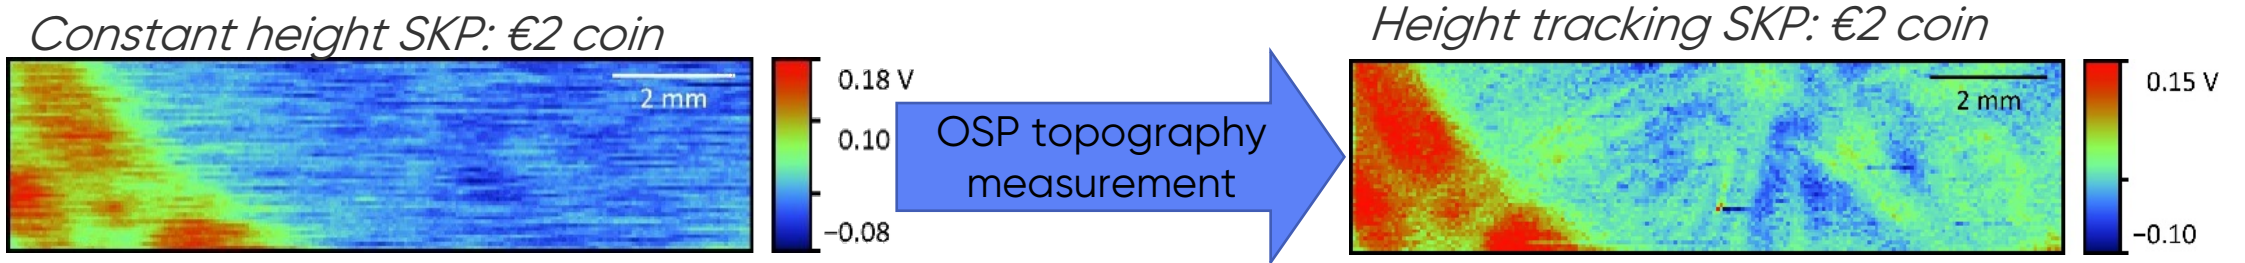 Constant height SKP: €2 coin
2 mm
0.18 V
0.10
−0.08
OSP topography
measurement
Height tracking SKP: €2 coin
2 mm
0.15 V
−0.10